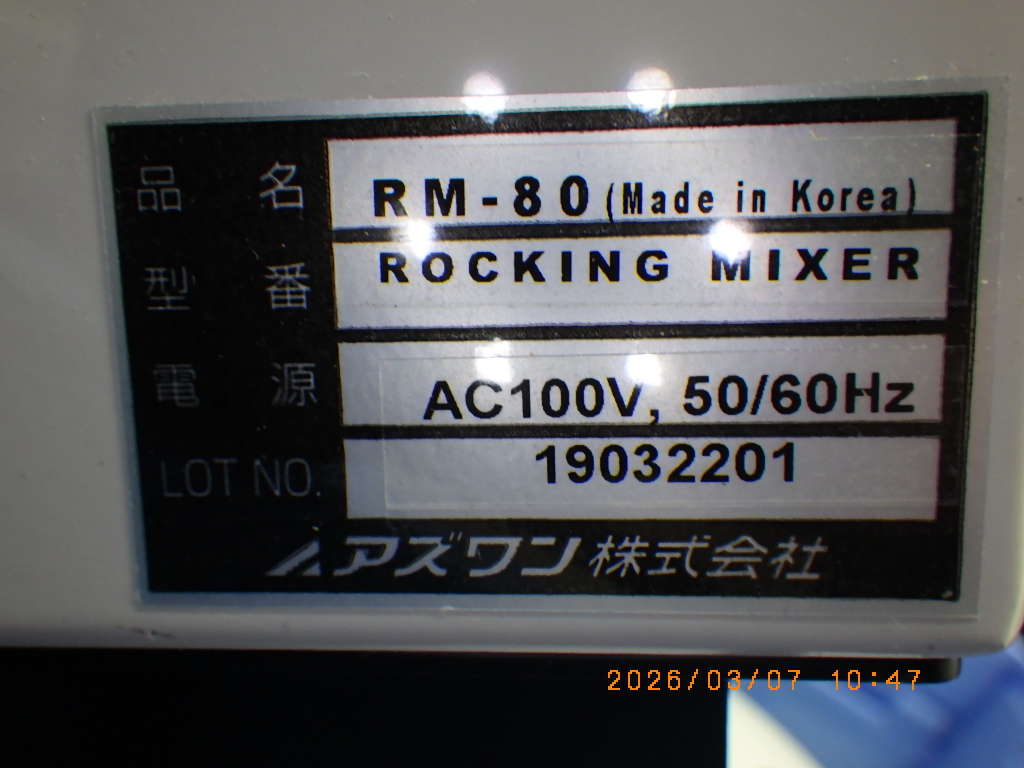 品名 RM-80 (Made in Korea)
型番 ROCKING MIXER
電源 AC100V, 50/60Hz
LOT NO. 19032201
アズワン株式会社
2026/03/07 10:47